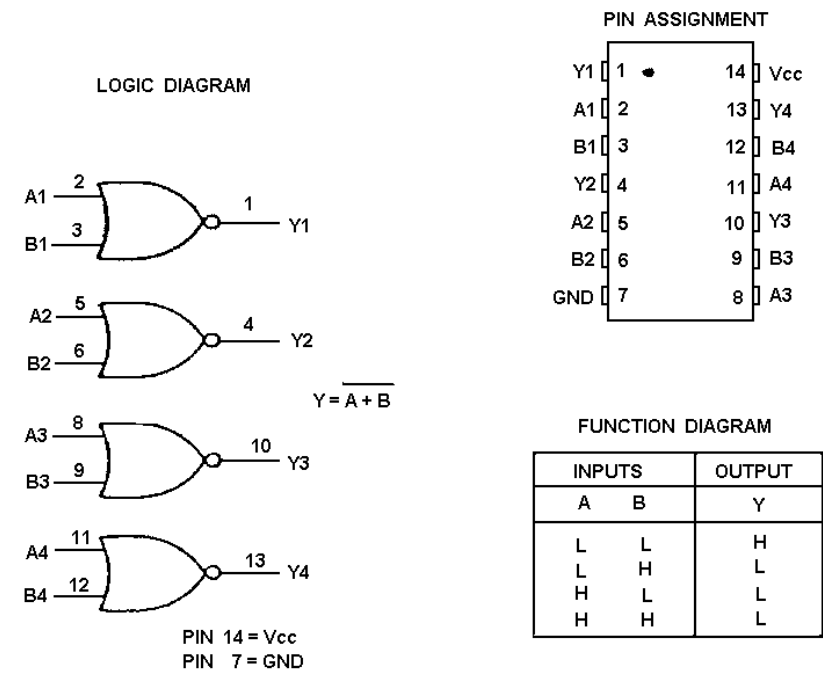 PIN ASSIGNMENT
Y1 1 14 Vcc
A1 2 13 Y4
B1 3 12 B4
Y2 4 11 A4
A2 5 10 Y3
B2 6 9 B3
GND 7 8 A3
LOGIC DIAGRAM
A1 2
B1 3
1 Y1
A2 5
B2 6
4 Y2
Y = A + B
A3 8
B3 9
10 Y3
A4 11
B4 12
13 Y4
PIN 14 = Vcc
PIN 7 = GND
FUNCTION DIAGRAM
INPUTS OUTPUT
A B Y
L L H
L H L
H L L
H H L